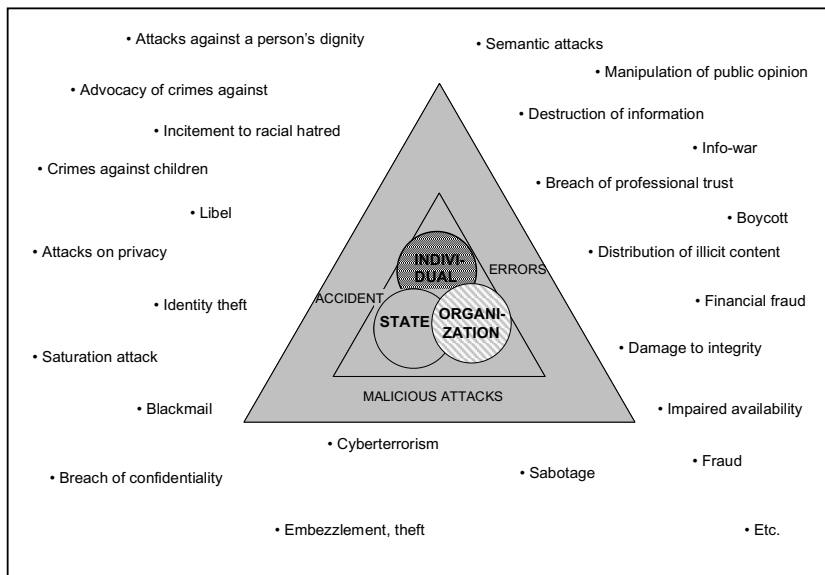 • Attacks against a person’s dignity
• Semantic attacks
• Manipulation of public opinion
• Advocacy of crimes against
• Destruction of information
• Incitement to racial hatred
• Info-war
• Crimes against children
• Breach of professional trust
• Libel
• Boycott
• Attacks on privacy
• Distribution of illicit content
INDIVI-
DUAL
ERRORS
ACCIDENT
• Identity theft
• Financial fraud
STATE
ORGANI-
ZATION
• Saturation attack
• Damage to integrity
MALICIOUS ATTACKS
• Blackmail
• Impaired availability
• Cyberterrorism
• Fraud
• Breach of confidentiality
• Sabotage
• Embezzlement, theft
• Etc.